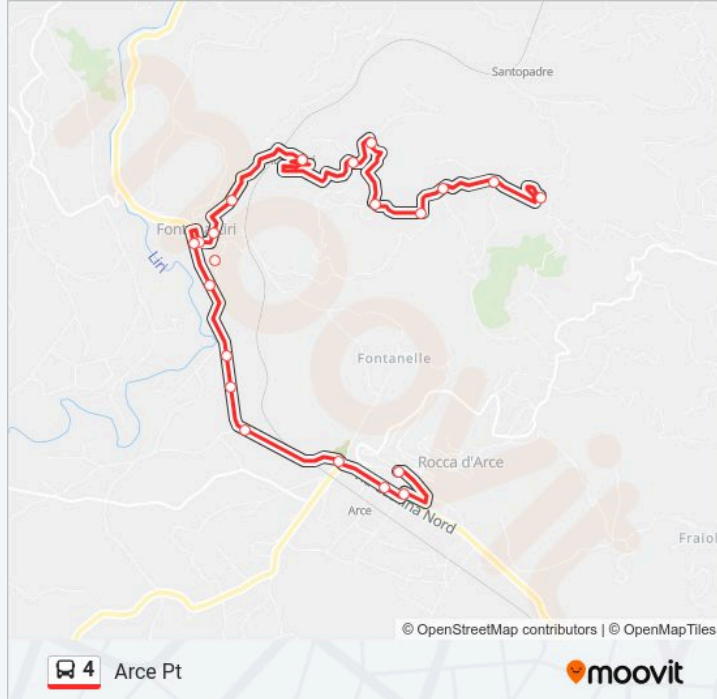 Santopadre
Liri
Fontanelle
Rocca d'Arce
Arce
Fraiol
© OpenStreetMap contributors | © OpenMapTiles
4 Arce Pt
moovit